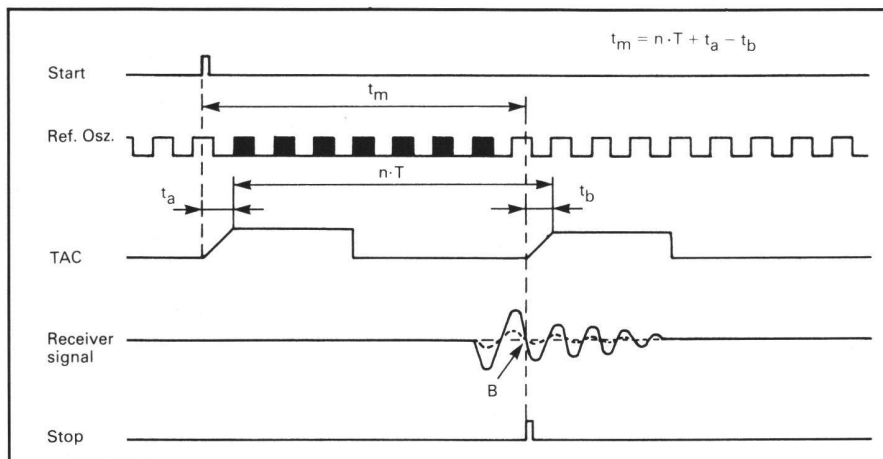 t_m = n·T + t_a − t_b
Start
t_m
Ref. Osz.
n·T
t_a
t_b
TAC
Receiver
signal
B
Stop